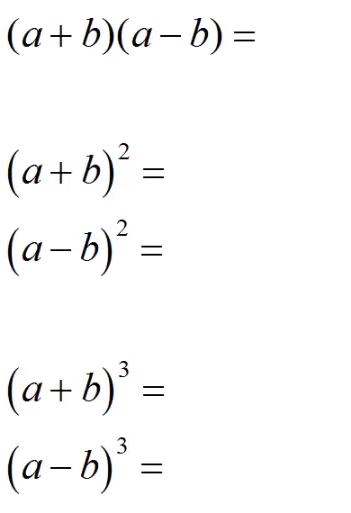 (a + b)(a − b) =
(a + b)² =
(a − b)² =
(a + b)³ =
(a − b)³ =